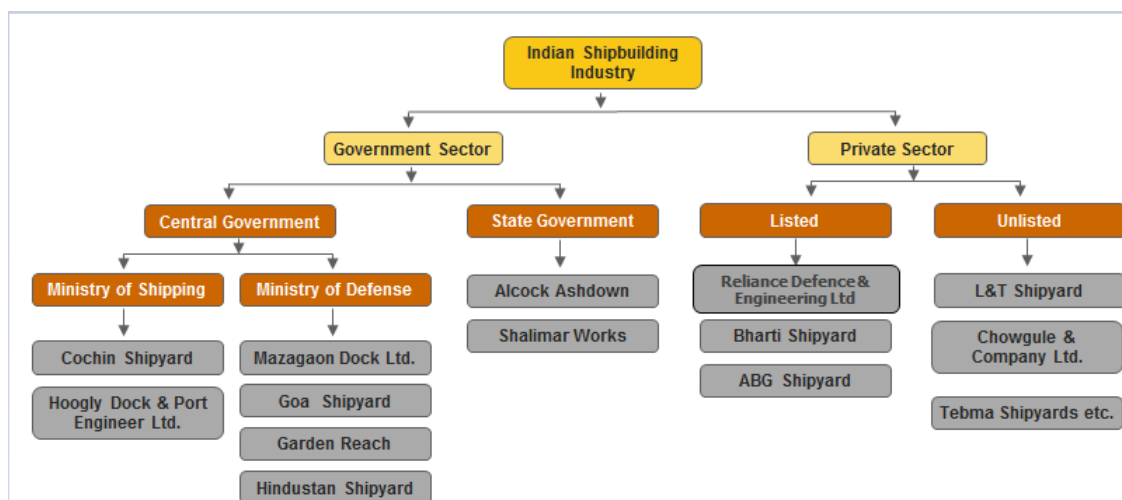 Indian Shipbuilding
Industry
Government Sector
Private Sector
Central Government
State Government
Listed
Unlisted
Ministry of Shipping
Ministry of Defense
Alcock Ashdown
Reliance Defence &
Engineering Ltd
L&T Shipyard
Shalimar Works
Bharti Shipyard
Chowgule &
Company Ltd.
Cochin Shipyard
Mazagaon Dock Ltd.
ABG Shipyard
Hoogly Dock & Port
Engineer Ltd.
Goa Shipyard
Tebma Shipyards etc.
Garden Reach
Hindustan Shipyard